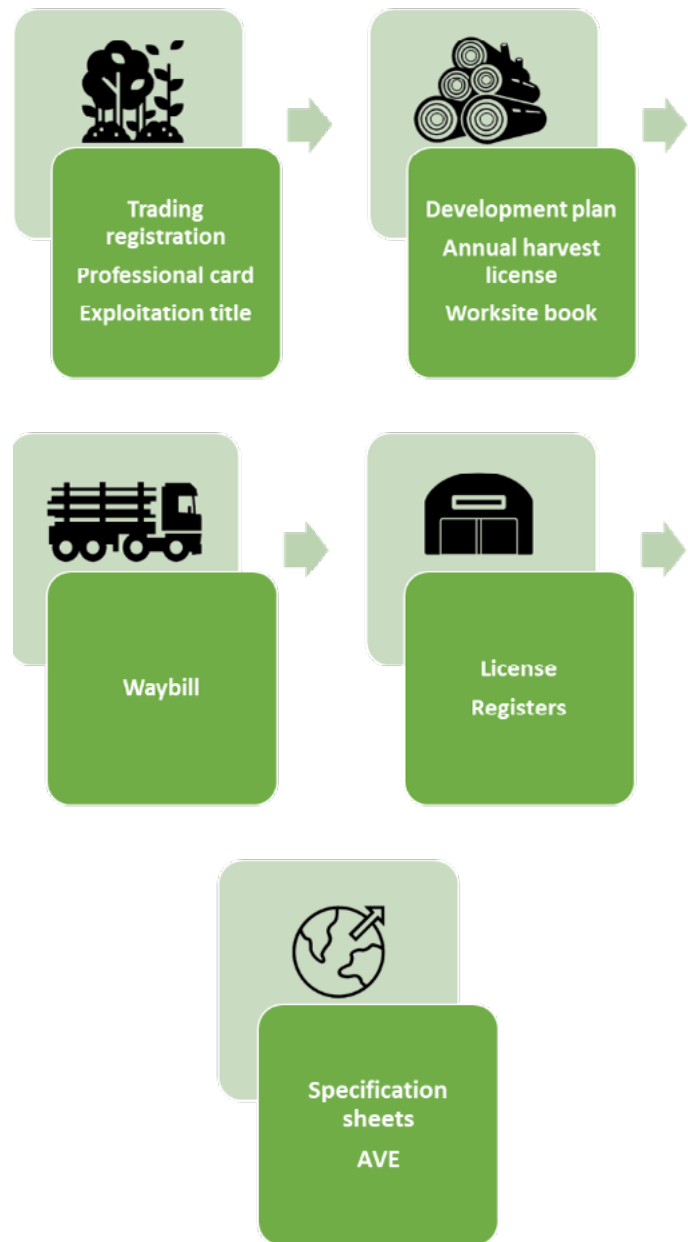 Trading
registration
Professional card
Exploitation title
Development plan
Annual harvest
license
Worksite book
Waybill
License
Registers
Specification
sheets
AVE